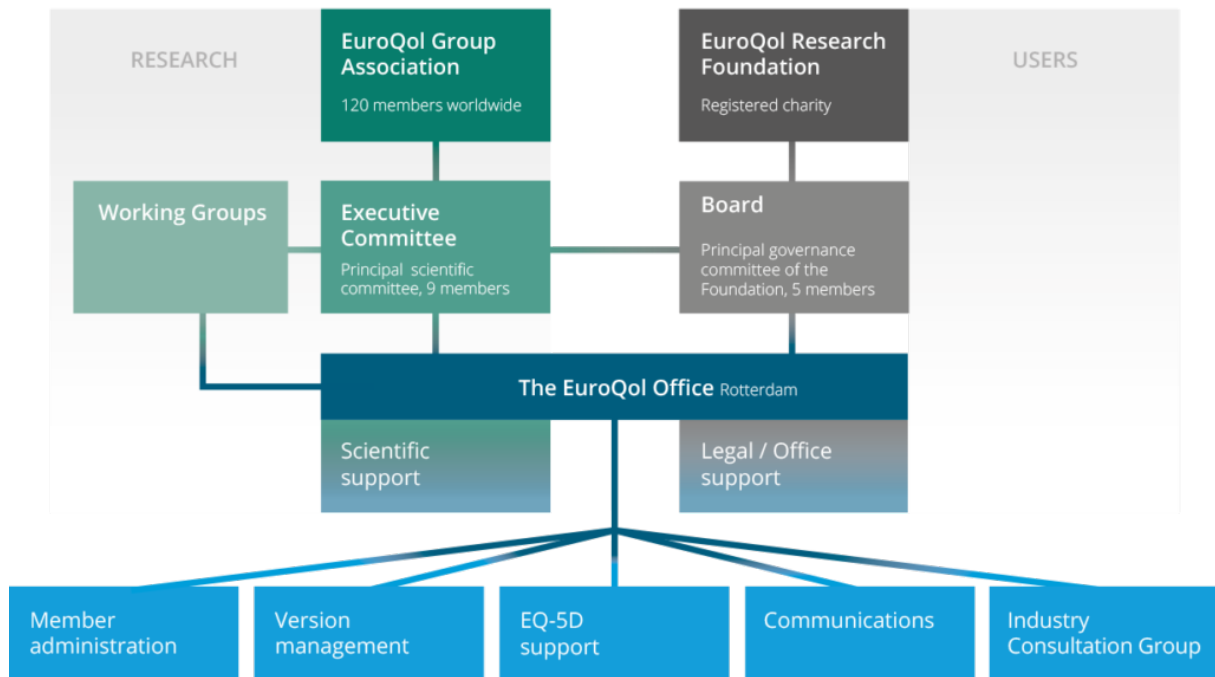 RESEARCH
EuroQol Group
Association
120 members worldwide
EuroQol Research
Foundation
Registered charity
USERS
Working Groups
Executive
Committee
Principal scientific
committee, 9 members
Board
Principal governance
committee of the
Foundation, 5 members
The EuroQol Office Rotterdam
Scientific
support
Legal / Office
support
Member
administration
Version
management
EQ-5D
support
Communications
Industry
Consultation Group